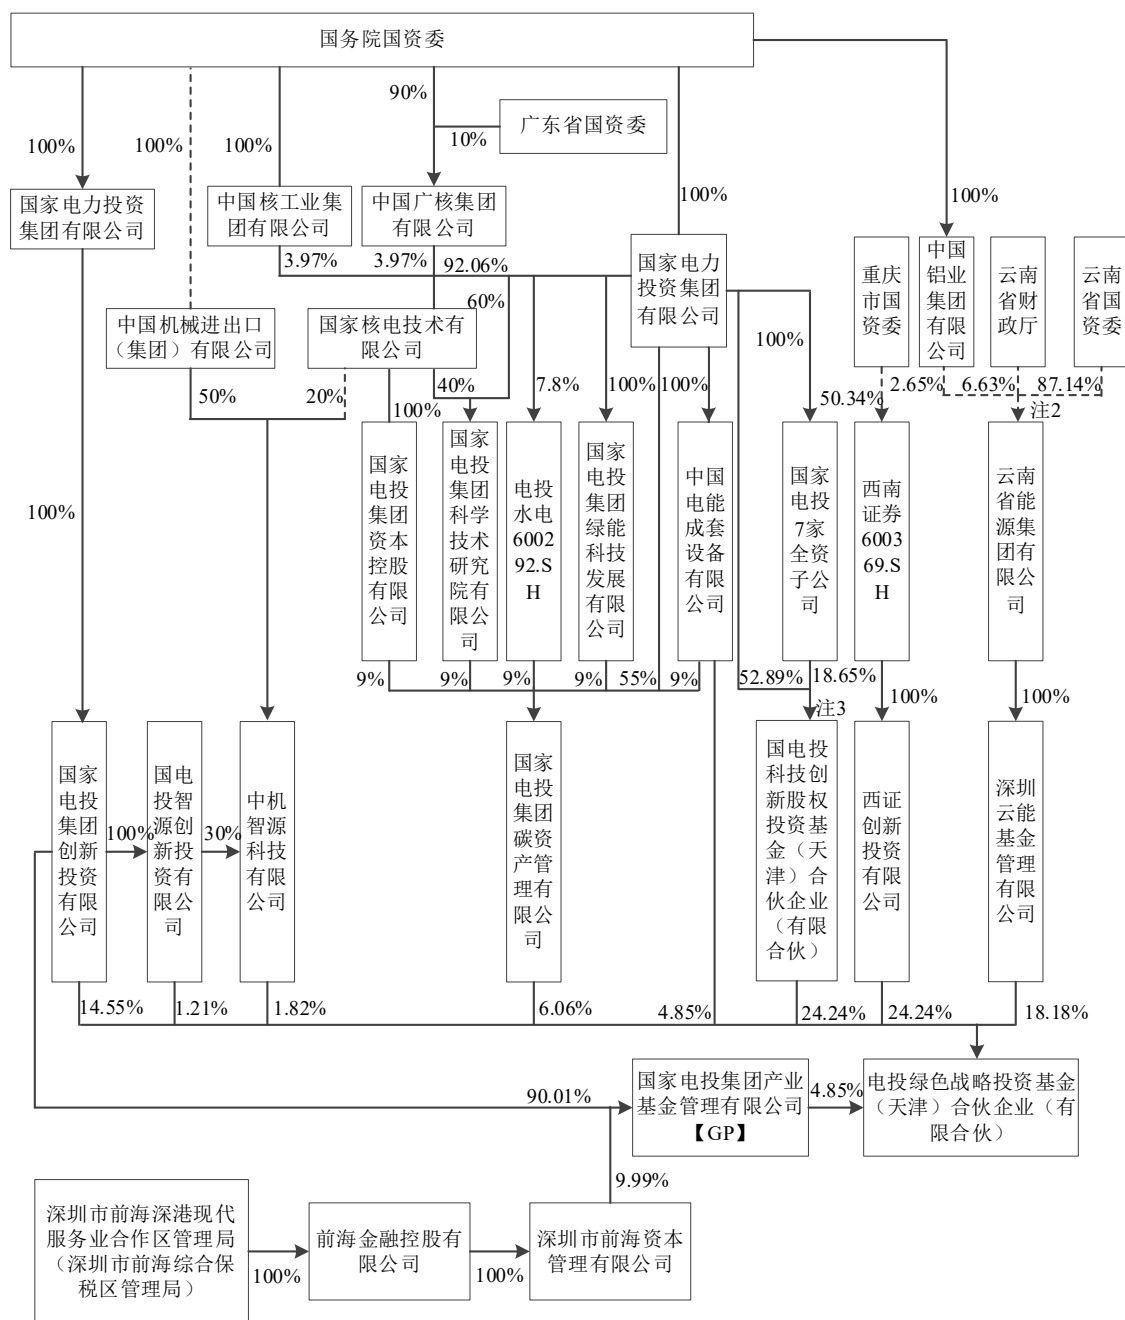 国务院国资委
90%
广东省国资委
10%
100%
100%
100%
100%
100%
国家电力投资
集团有限公司
中国核工业集
团有限公司
中国广核集团
有限公司
3.97%
3.97%
92.06%
60%
国家电力
投资集团
有限公司
重庆
市国
资委
中国
铝业
集团
有限
公司
云南
省财
政厅
云南
省国
资委
中国机械进出口
（集团）有限公司
国家核电技术有
限公司
50%
20%
100%
40%
7.8%
100%
100%
100%
50.34%
2.65%
6.63%
87.14%
注2
国家
电投
集团
资本
控股
有限
公司
国家
电投
集团
科学
技术
研究
院有
限公
司
电投
水电
6002
92.S
H
国家
电投
集团
绿能
科技
发展
有限
公司
中国
电能
成套
设备
有限
公司
国家
电投
7家
全资
子公
司
西南
证券
6003
69.S
H
云南
省能
源集
团有
限公
司
100%
9%
9%
9%
9%
55%
9%
52.89%
18.65%
注3
100%
100%
国家
电投
集团
创新
投资
有限
公司
100%
国电
投智
源创
新投
资有
限公
司
30%
中机
智源
科技
有限
公司
国家
电投
集团
碳资
产管
理有
限公
司
国电投
科技创
新股权
投资基
金（天
津）合
伙企业
（有限
合伙）
西证
创新
投资
有限
公司
深圳
云能
基金
管理
有限
公司
14.55%
1.21%
1.82%
6.06%
4.85%
24.24%
24.24%
18.18%
90.01%
国家电投集团产业
基金管理有限公司
【GP】
4.85%
电投绿色战略投资基金
（天津）合伙企业（有
限合伙）
9.99%
深圳市前海深港现代
服务业合作区管理局
（深圳市前海综合保
税区管理局）
100%
前海金融控股有
限公司
100%
深圳市前海资本
管理有限公司